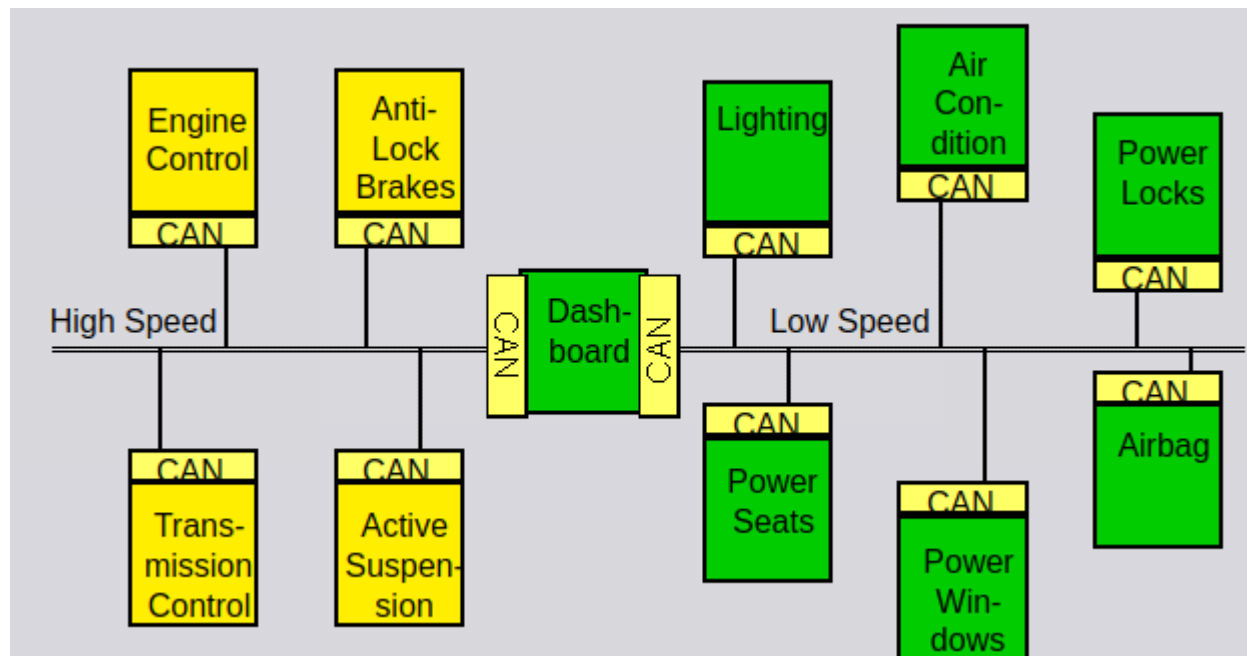 Engine
Control
CAN
Anti-
Lock
Brakes
CAN
Lighting
CAN
Air
Con-
dition
CAN
Power
Locks
CAN
High Speed
CAN
Dash-
board
CAN
Low Speed
CAN
Trans-
mission
Control
CAN
Active
Suspen-
sion
CAN
Power
Seats
CAN
Power
Win-
dows
CAN
Airbag